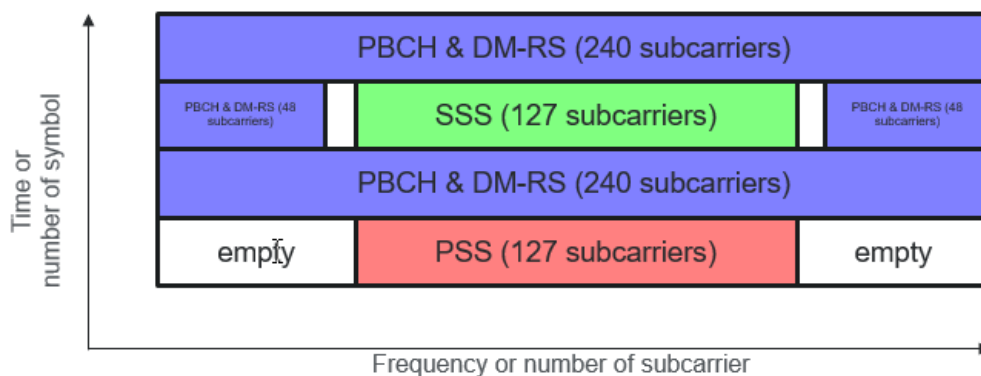 PBCH & DM-RS (240 subcarriers)
PBCH & DM-RS (48
subcarriers)
SSS (127 subcarriers)
PBCH & DM-RS (48
subcarriers)
PBCH & DM-RS (240 subcarriers)
empty
PSS (127 subcarriers)
empty
Time or
number of symbol
Frequency or number of subcarrier